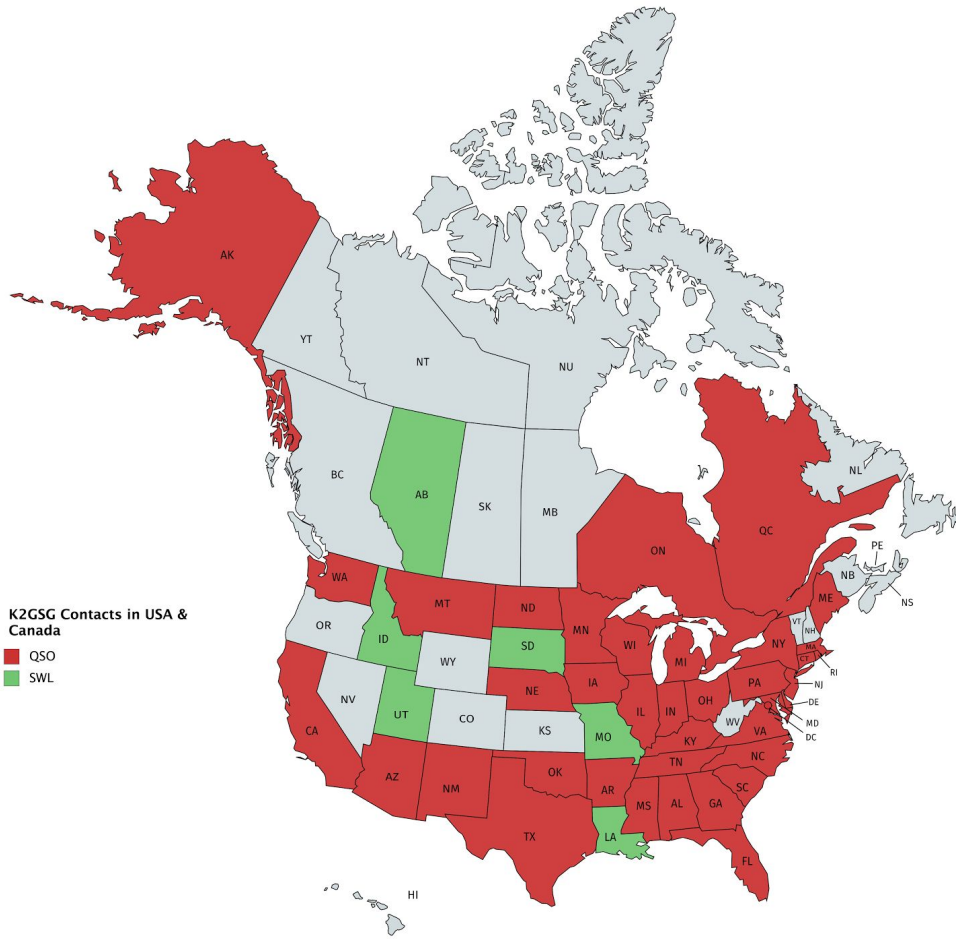 AK
YT
NT
NU
BC
AB
SK
MB
NL
QC
ON
PE
NB
NS
WA
MT
ND
MN
ME
OR
ID
SD
WI
VT
NH
NY
MA
CT
RI
K2GSG Contacts in USA &
Canada
QSO
SWL
WY
MI
IA
NE
PA
NJ
OH
IL
IN
DE
MD
DC
NV
UT
CO
KS
MO
WV
VA
KY
CA
AZ
NM
OK
AR
TN
NC
SC
MS
AL
GA
TX
LA
FL
HI